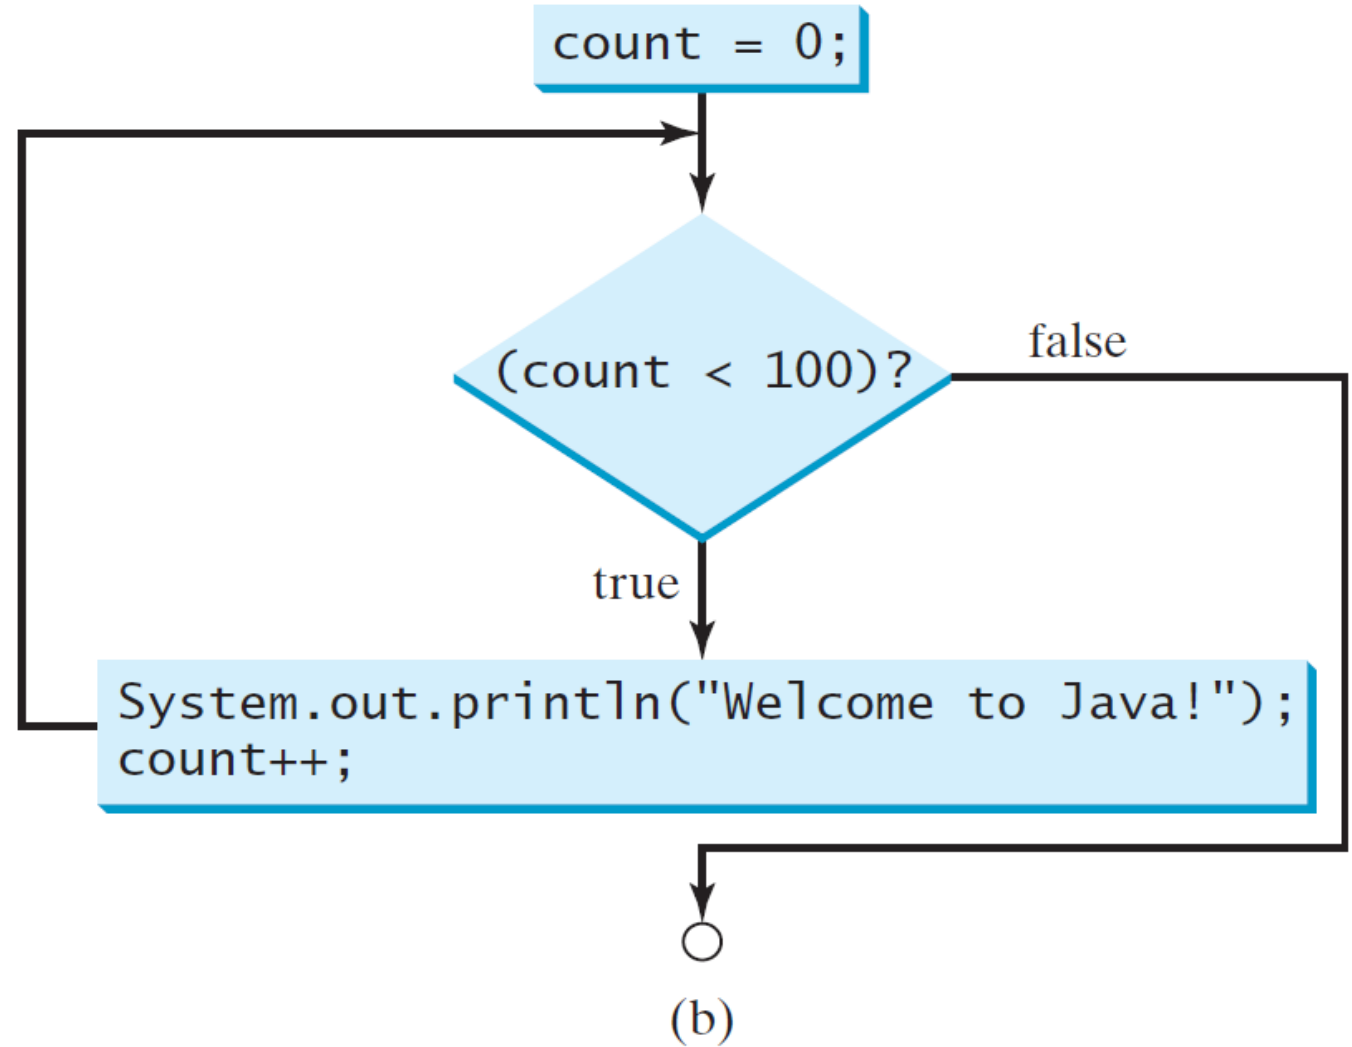 count = 0;
(count < 100)?
false
true
System.out.println("Welcome to Java!");
count++;
(b)